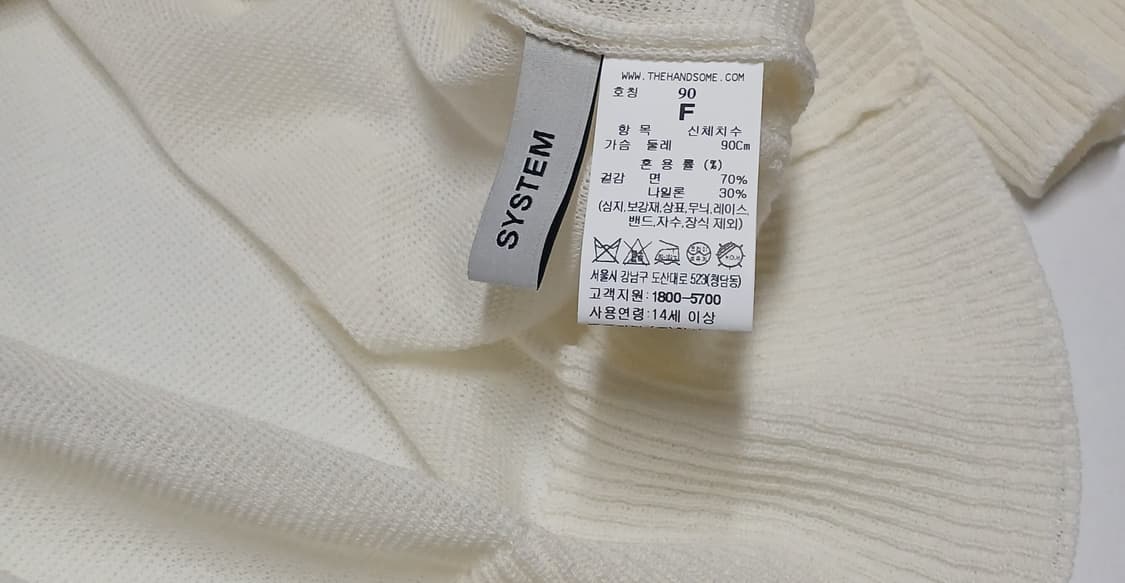 SYSTEM
WWW.THEHANDSOME.COM
호칭 90
F
항 목 신체치수
가슴 둘레 90Cm
혼 용 률 (%)
겉감 면 70%
나일론 30%
(심지,보강재,상표,무늬,레이스,
밴드,자수,장식 제외)
서울시 강남구 도산대로 523(청담동)
고객지원: 1800-5700
사용연령: 14세 이상